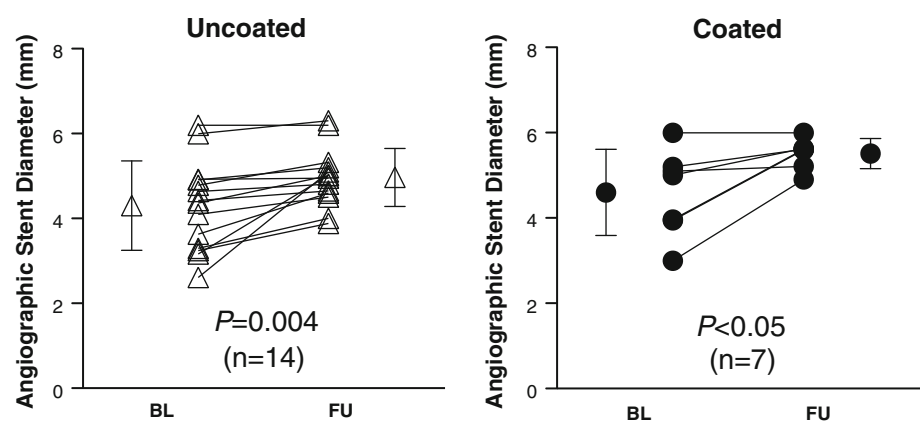 Uncoated
Angiographic Stent Diameter (mm)
8
6
4
2
0
P=0.004
(n=14)
BL
FU
Coated
Angiographic Stent Diameter (mm)
8
6
4
2
0
P<0.05
(n=7)
BL
FU